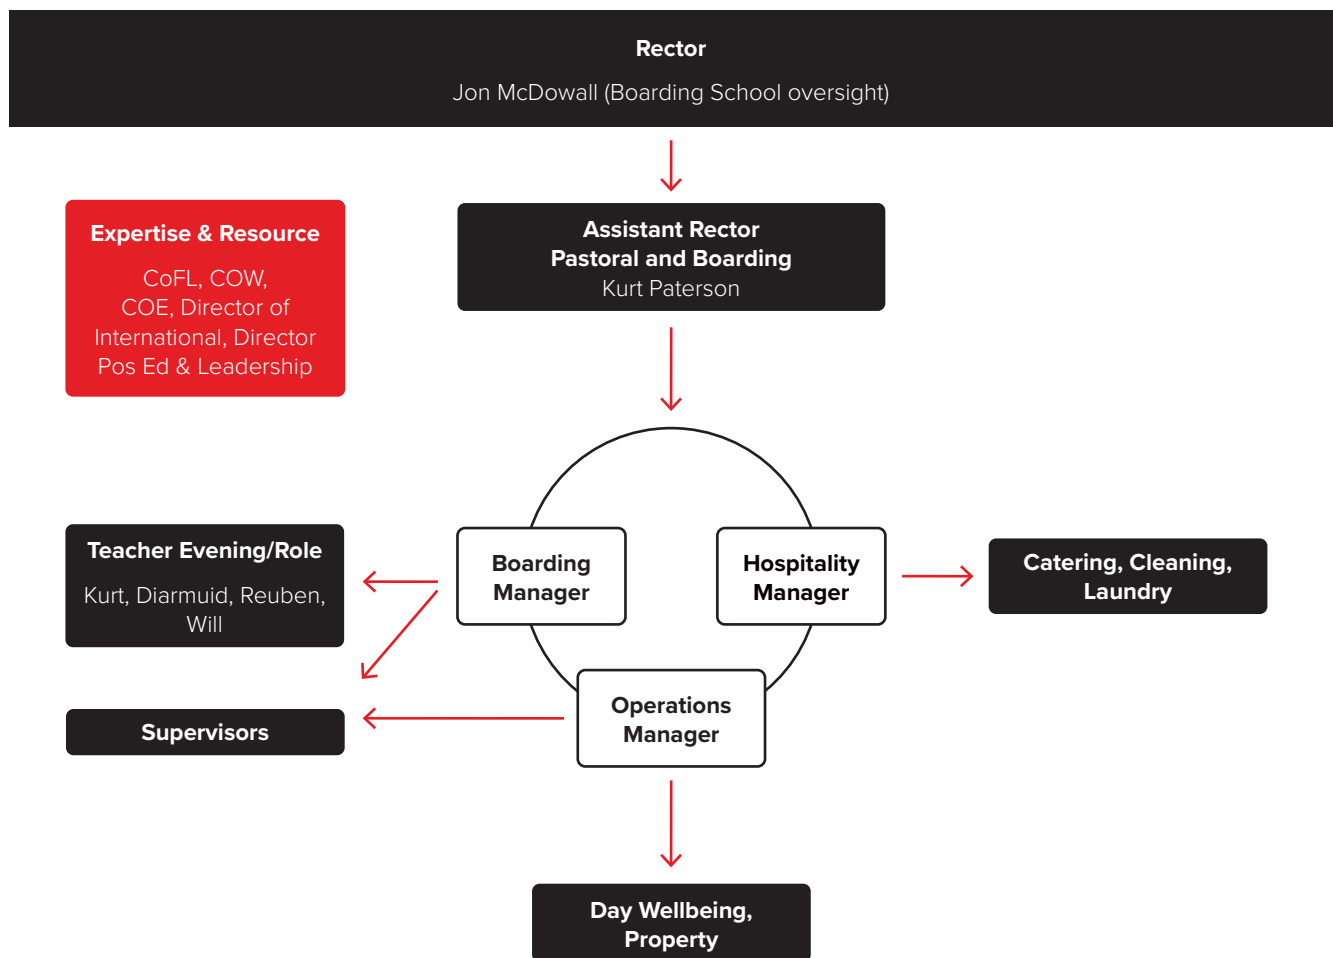 Rector
Jon McDowall (Boarding School oversight)
Expertise & Resource
CoFL, COW,
COE, Director of
International, Director
Pos Ed & Leadership
Assistant Rector
Pastoral and Boarding
Kurt Paterson
Teacher Evening/Role
Kurt, Diarmuid, Reuben,
Will
Boarding
Manager
Hospitality
Manager
Catering, Cleaning,
Laundry
Supervisors
Operations
Manager
Day Wellbeing,
Property